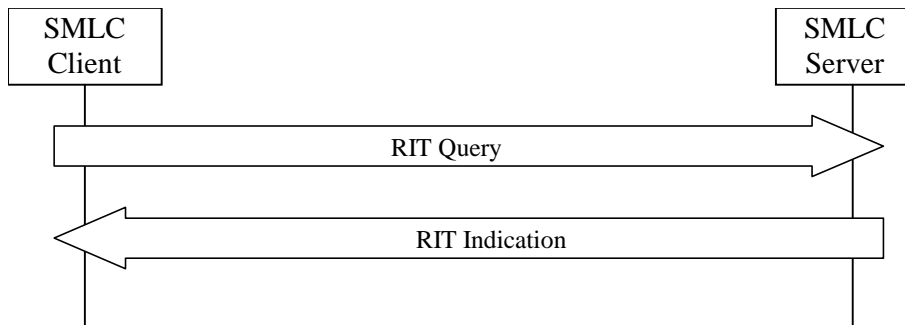 SMLC
Client
SMLC
Server
RIT Query
RIT Indication